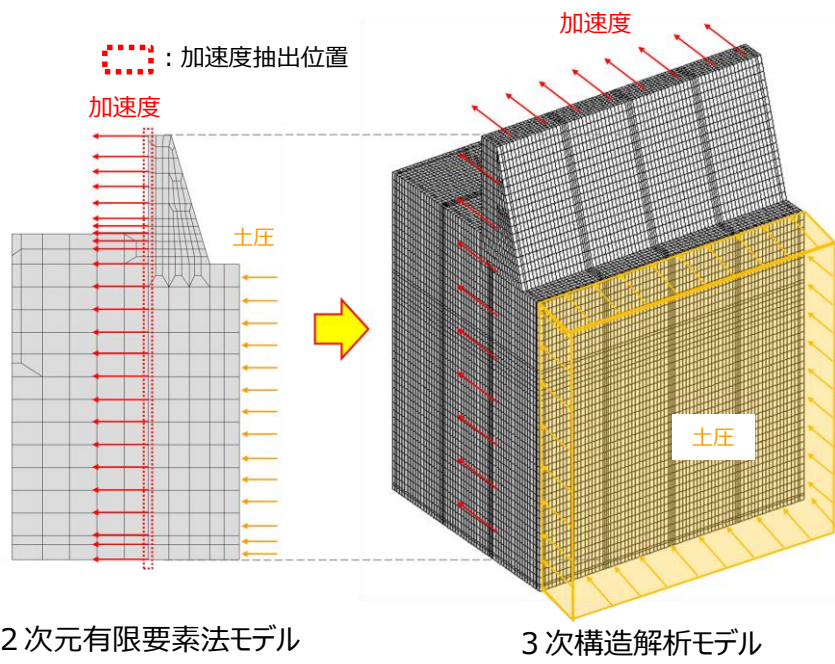 ：加速度抽出位置
加速度
土圧
加速度
土圧
2次元有限要素法モデル
3次構造解析モデル